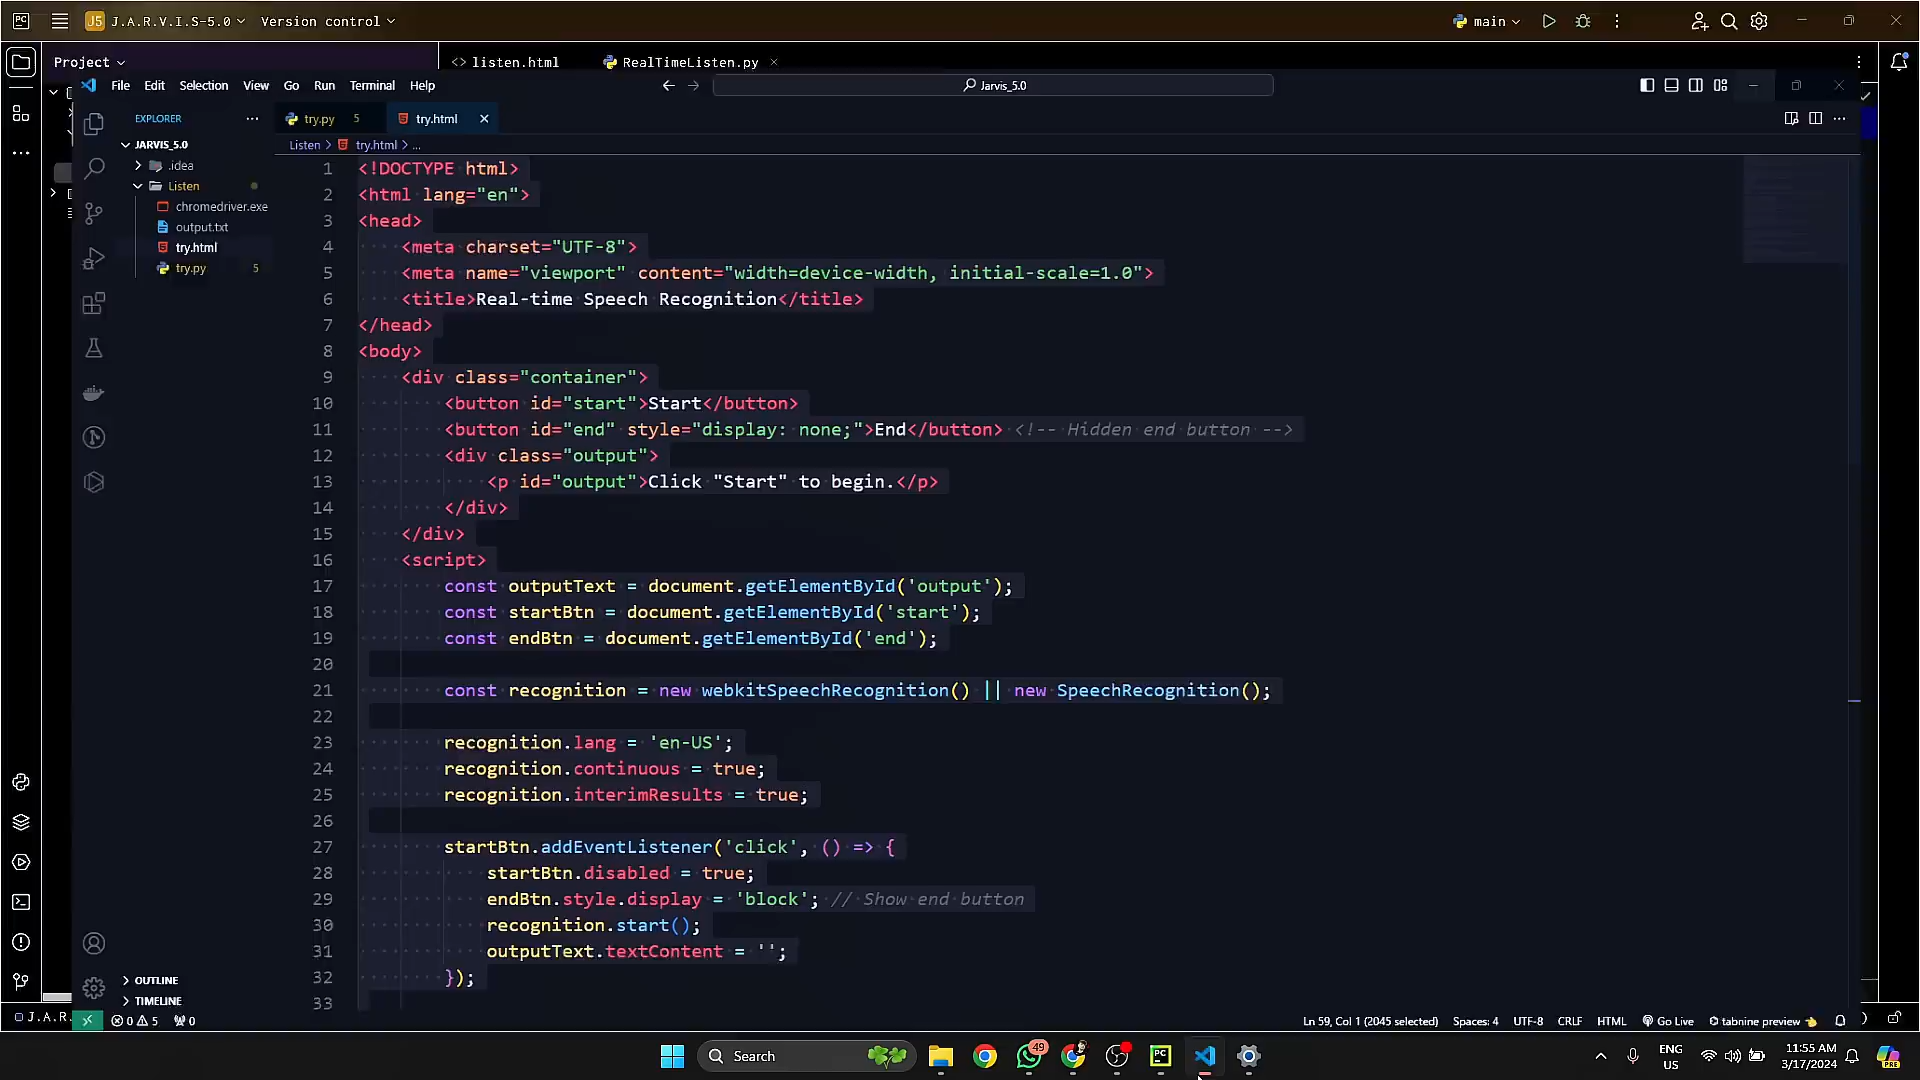 PC
J5 J.A.R.V.I.S-5.0 Version control
main
Project
<> listen.html RealTimeListen.py ×
File Edit Selection View Go Run Terminal Help
Jarvis_5.0
EXPLORER ...
try.py 5 try.html
JARVIS_5.0
.idea
Listen
chromedriver.exe
output.txt
try.html
try.py 5
Listen > try.html > ...
1 <!DOCTYPE html>
2 <html lang="en">
3 <head>
4 <meta charset="UTF-8">
5 <meta name="viewport" content="width=device-width, initial-scale=1.0">
6 <title>Real-time Speech Recognition</title>
7 </head>
8 <body>
9 <div class="container">
10 <button id="start">Start</button>
11 <button id="end" style="display: none;">End</button> <!-- Hidden end button -->
12 <div class="output">
13 <p id="output">Click "Start" to begin.</p>
14 </div>
15 </div>
16 <script>
17 const outputText = document.getElementById('output');
18 const startBtn = document.getElementById('start');
19 const endBtn = document.getElementById('end');
20
21 const recognition = new webkitSpeechRecognition() || new SpeechRecognition();
22
23 recognition.lang = 'en-US';
24 recognition.continuous = true;
25 recognition.interimResults = true;
26
27 startBtn.addEventListener('click', () => {
28 startBtn.disabled = true;
29 endBtn.style.display = 'block'; // Show end button
30 recognition.start();
31 outputText.textContent = '';
32 });
33
OUTLINE
TIMELINE
J.A.R.
0 5 0
Ln 59, Col 1 (2045 selected) Spaces: 4 UTF-8 CRLF HTML Go Live tabnine preview
Search
49
PC
ENG
US
11:55 AM
3/17/2024
PRE